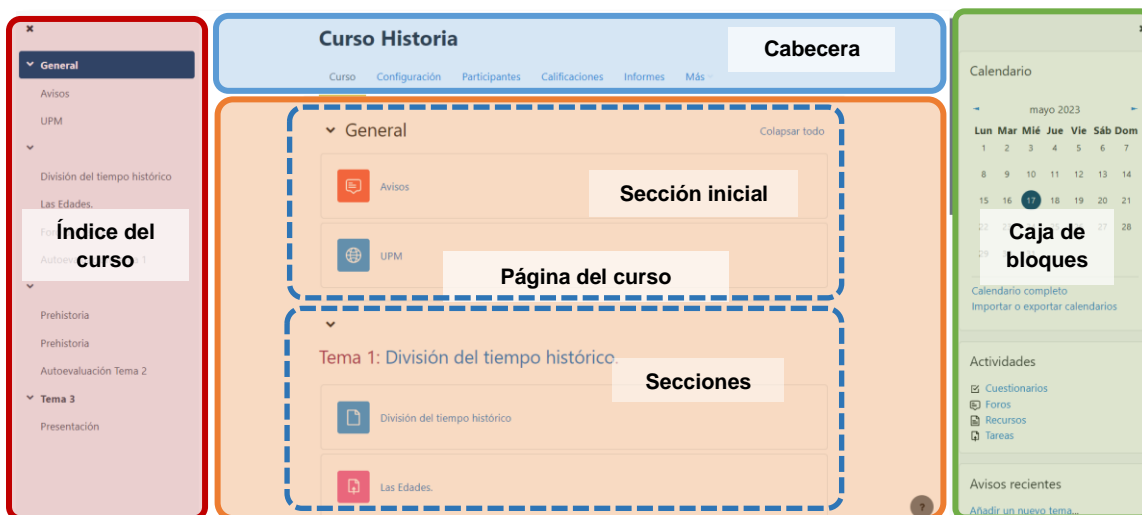 General
Avisos
UPM
División del tiempo histórico
Las Edades.
Índice del
curso
Prehistoria
Prehistoria
Autoevaluación Tema 2
Tema 3
Presentación
Curso Historia
Cabecera
Curso Configuración Participantes Calificaciones Informes Más
General
Colapsar todo
Avisos
Sección inicial
UPM
Página del curso
Tema 1: División del tiempo histórico.
Secciones
División del tiempo histórico
Las Edades.
?
Calendario
mayo 2023
Lun Mar Mié Jue Vie Sáb Dom
1 2 3 4 5 6 7
8 9 10 11 12 13 14
15 16 17 18 19 20 21
22 27 28
Caja de
bloques
29
Calendario completo
Importar o exportar calendarios
Actividades
Cuestionarios
Foros
Recursos
Tareas
Avisos recientes
Añadir un nuevo tema...